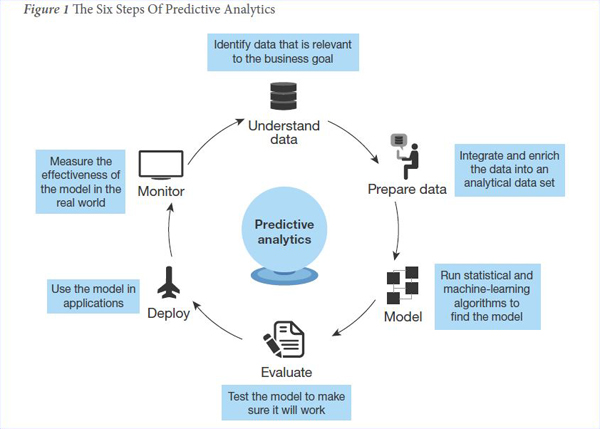 Figure 1 The Six Steps Of Predictive Analytics
Identify data that is relevant
to the business goal
Understand
data
Prepare data
Integrate and enrich
the data into an
analytical data set
Model
Run statistical and
machine-learning
algorithms to
find the model
Evaluate
Test the model to make
sure it will work
Deploy
Use the model in
applications
Monitor
Measure the
effectiveness of
the model in the
real world
Predictive
analytics